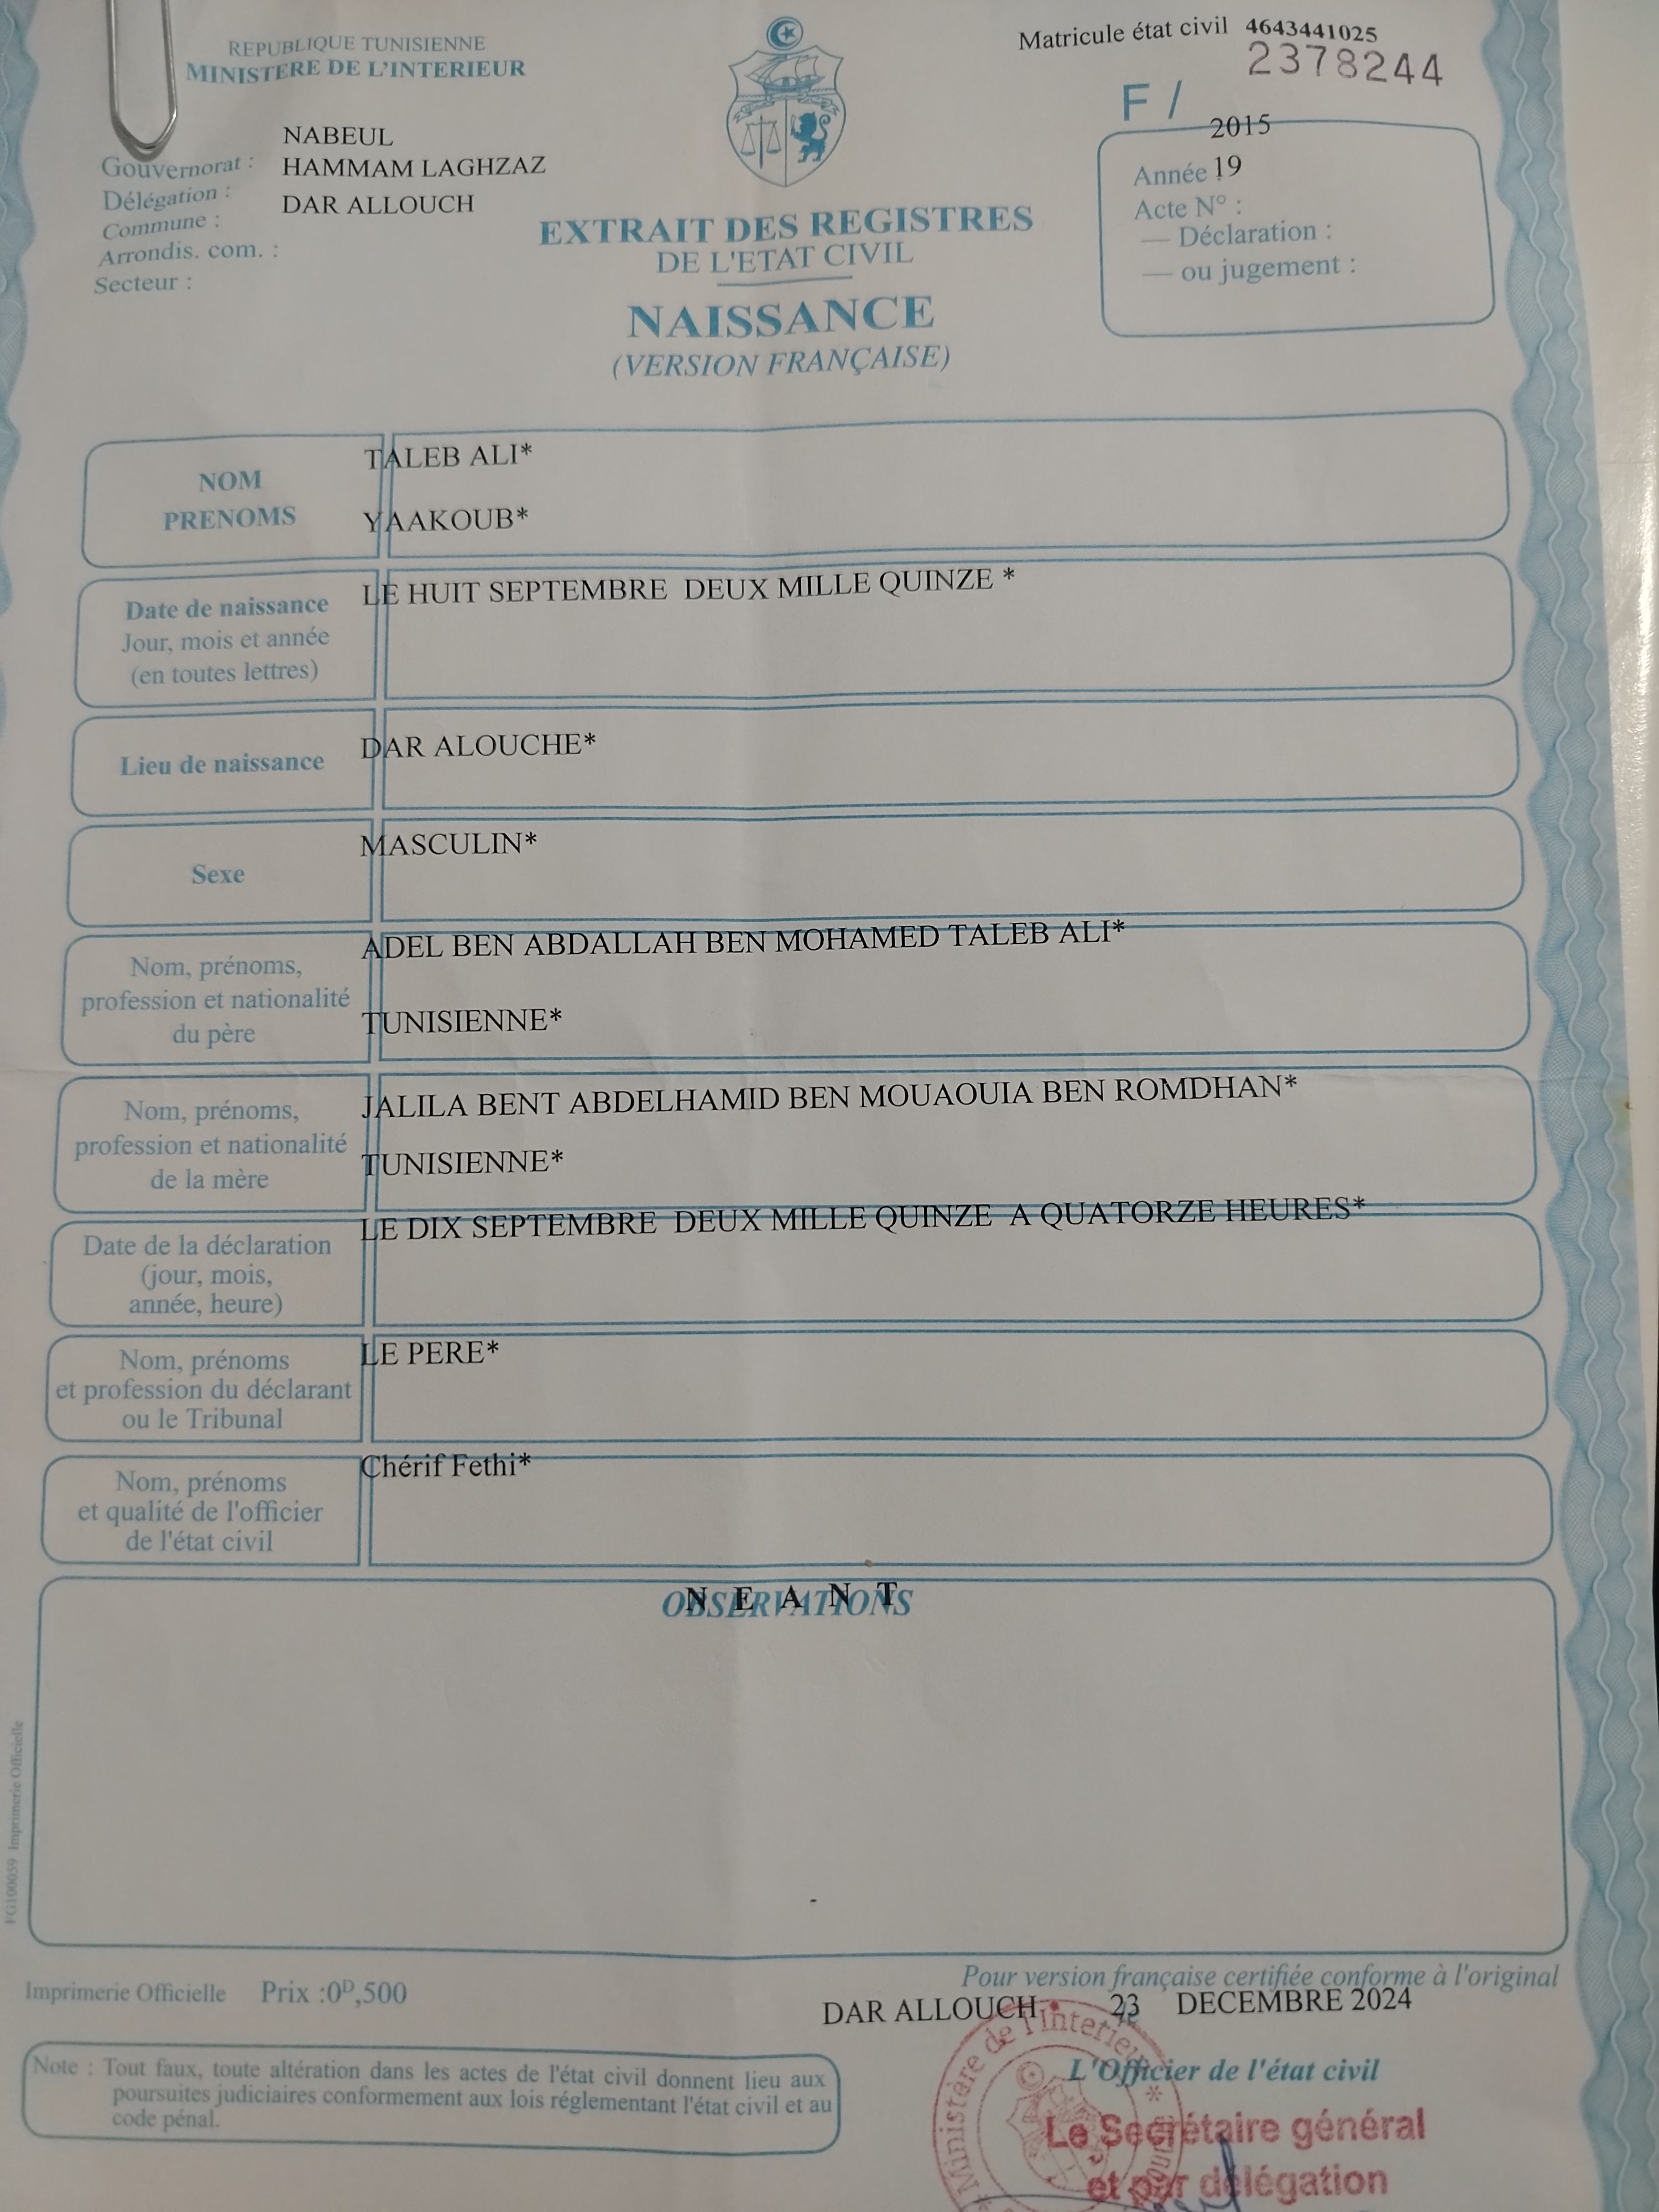 REPUBLIQUE TUNISIENNE
MINISTERE DE L'INTERIEUR
Matricule état civil 4643441025
2378244
F /
NABEUL
Gouvernorat :
HAMMAM LAGHZAZ
Délégation :
DAR ALLOUCH
Commune :
Arrondis. com. :
Secteur :
2015
Année 19
Acte N° :
— Déclaration :
— ou jugement :
EXTRAIT DES REGISTRES
DE L'ETAT CIVIL
NAISSANCE
(VERSION FRANÇAISE)
NOM
TALEB ALI*
PRENOMS
YAAKOUB*
Date de naissance
Jour, mois et année
(en toutes lettres)
LE HUIT SEPTEMBRE DEUX MILLE QUINZE *
Lieu de naissance
DAR ALOUCHE*
Sexe
MASCULIN*
Nom, prénoms,
profession et nationalité
du père
ADEL BEN ABDALLAH BEN MOHAMED TALEB ALI*
TUNISIENNE*
Nom, prénoms,
profession et nationalité
de la mère
JALILA BENT ABDELHAMID BEN MOUAOUIA BEN ROMDHAN*
TUNISIENNE*
Date de la déclaration
(jour, mois,
année, heure)
LE DIX SEPTEMBRE DEUX MILLE QUINZE A QUATORZE HEURES*
Nom, prénoms
et profession du déclarant
ou le Tribunal
LE PERE*
Nom, prénoms
et qualité de l'officier
de l'état civil
Chérif Fethi*
OBSERVATIONS
N E A N T
FG100059 Imprimerie Officielle
Imprimerie Officielle Prix :0ᴰ,500
Pour version française certifiée conforme à l'original
DAR ALLOUCH 23 DECEMBRE 2024
L'Officier de l'état civil
Note : Tout faux, toute altération dans les actes de l'état civil donnent lieu aux
poursuites judiciaires conformement aux lois réglementant l'état civil et au
code pénal.
Ministère de l'interieur
Le Secrétaire général
et par délégation